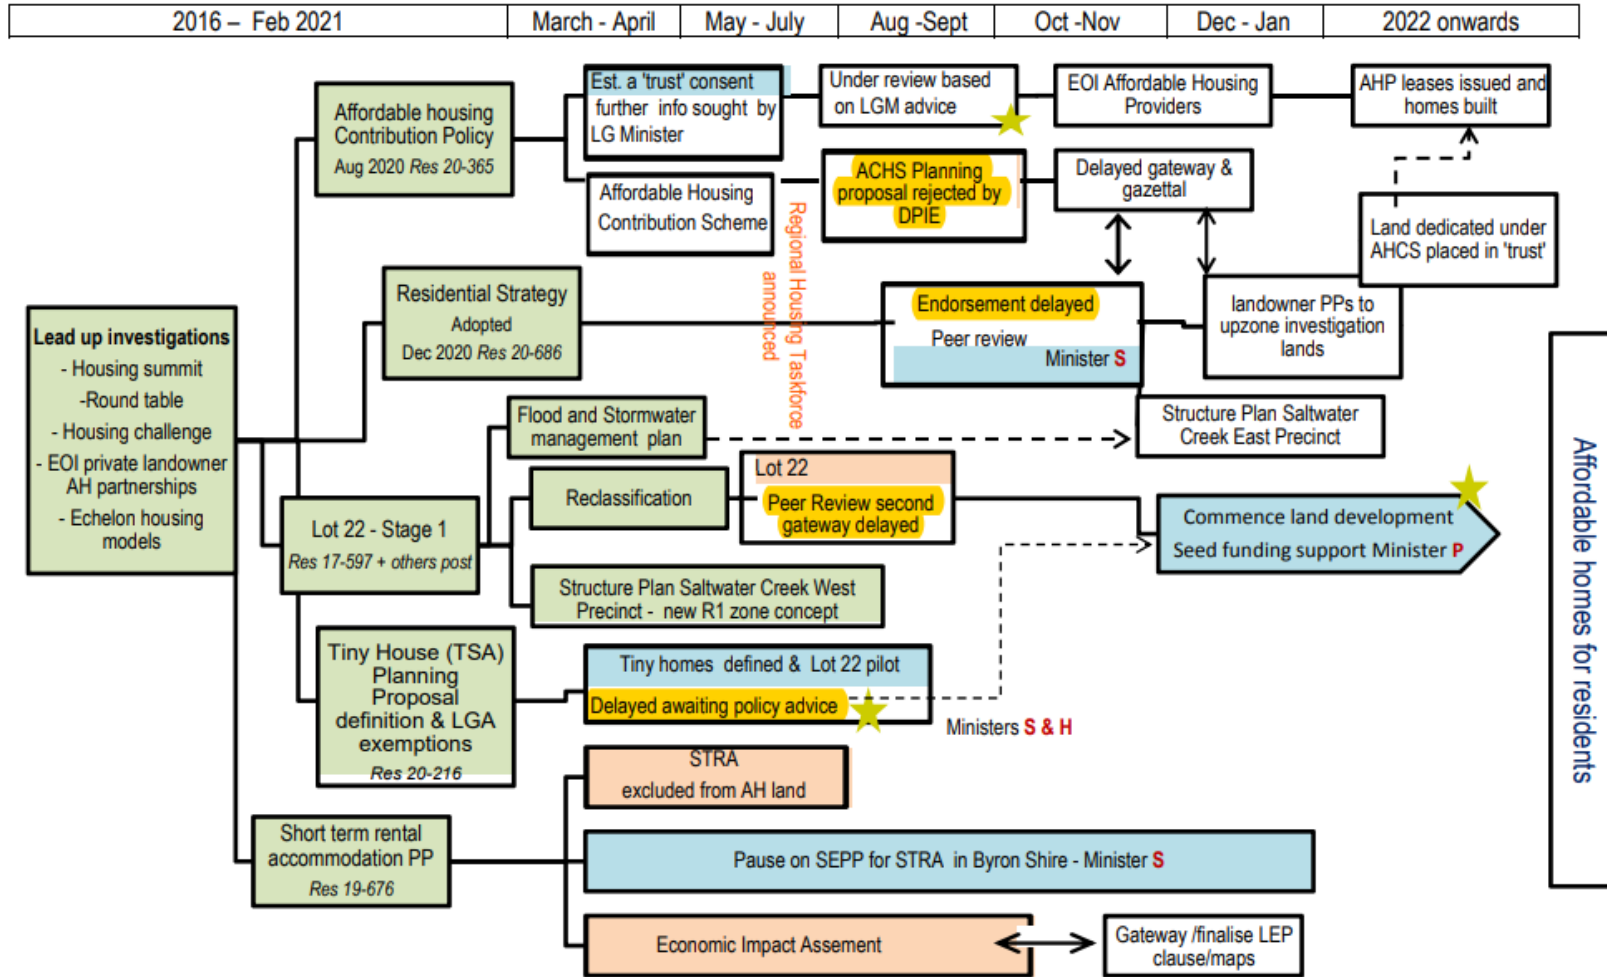 2016 – Feb 2021
March - April
May - July
Aug -Sept
Oct -Nov
Dec - Jan
2022 onwards
Affordable housing
Contribution Policy
Aug 2020 Res 20-365
Est. a 'trust' consent
further info sought by
LG Minister
Under review based
on LGM advice
EOI Affordable Housing
Providers
AHP leases issued and
homes built
Affordable Housing
Contribution Scheme
ACHS Planning
proposal rejected by
DPIE
Delayed gateway &
gazettal
Land dedicated under
AHCS placed in 'trust'
Regional Housing Taskforce
announced
Residential Strategy
Adopted
Dec 2020 Res 20-686
Endorsement delayed
Peer review
Minister S
landowner PPs to
upzone investigation
lands
Lead up investigations
- Housing summit
-Round table
- Housing challenge
- EOI private landowner
AH partnerships
- Echelon housing
models
Flood and Stormwater
management plan
Structure Plan Saltwater
Creek East Precinct
Lot 22 - Stage 1
Res 17-597 + others post
Reclassification
Lot 22
Peer Review second
gateway delayed
Commence land development
Seed funding support Minister P
Structure Plan Saltwater Creek West
Precinct - new R1 zone concept
Tiny House (TSA)
Planning
Proposal
definition & LGA
exemptions
Res 20-216
Tiny homes defined & Lot 22 pilot
Delayed awaiting policy advice
Ministers S & H
STRA
excluded from AH land
Short term rental
accommodation PP
Res 19-676
Pause on SEPP for STRA in Byron Shire - Minister S
Economic Impact Assement
Gateway /finalise LEP
clause/maps
Affordable homes for residents